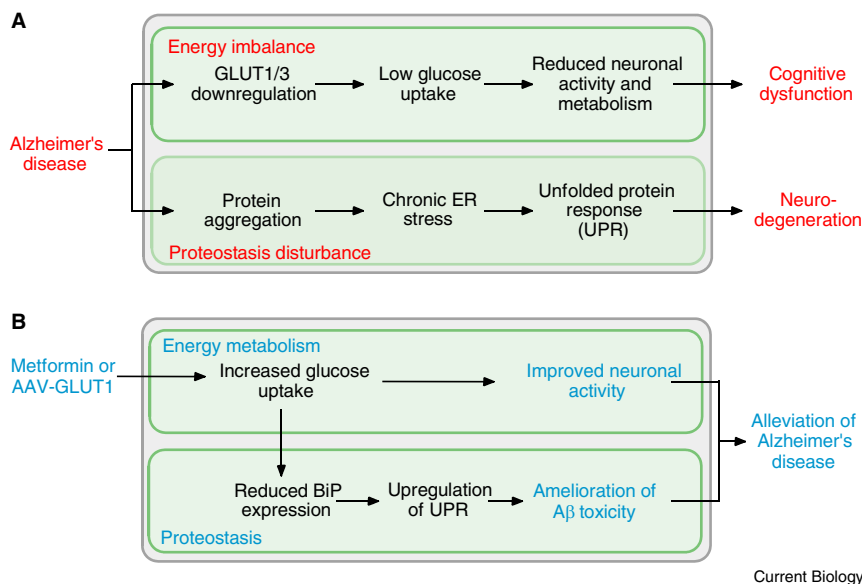 A
Energy imbalance
GLUT1/3
downregulation
Low glucose
uptake
Reduced neuronal
activity and
metabolism
Cognitive
dysfunction
Alzheimer's
disease
Protein
aggregation
Chronic ER
stress
Unfolded protein
response
(UPR)
Neuro-
degeneration
Proteostasis disturbance
B
Energy metabolism
Metformin or
AAV-GLUT1
Increased glucose
uptake
Improved neuronal
activity
Alleviation of
Alzheimer's
disease
Reduced BiP
expression
Upregulation
of UPR
Amelioration of
Aβ toxicity
Proteostasis
Current Biology